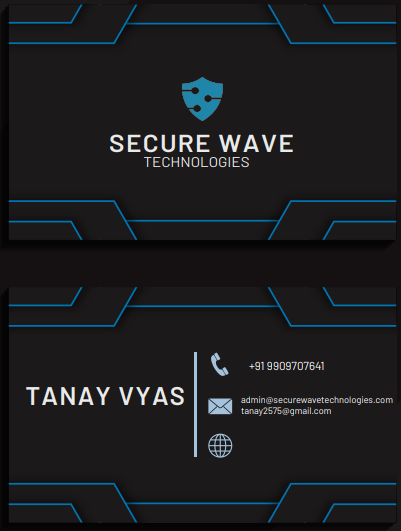 SECURE WAVE
TECHNOLOGIES
TANAY VYAS
+91 9909707641
admin@securewavetechnologies.com
tanay2575@gmail.com